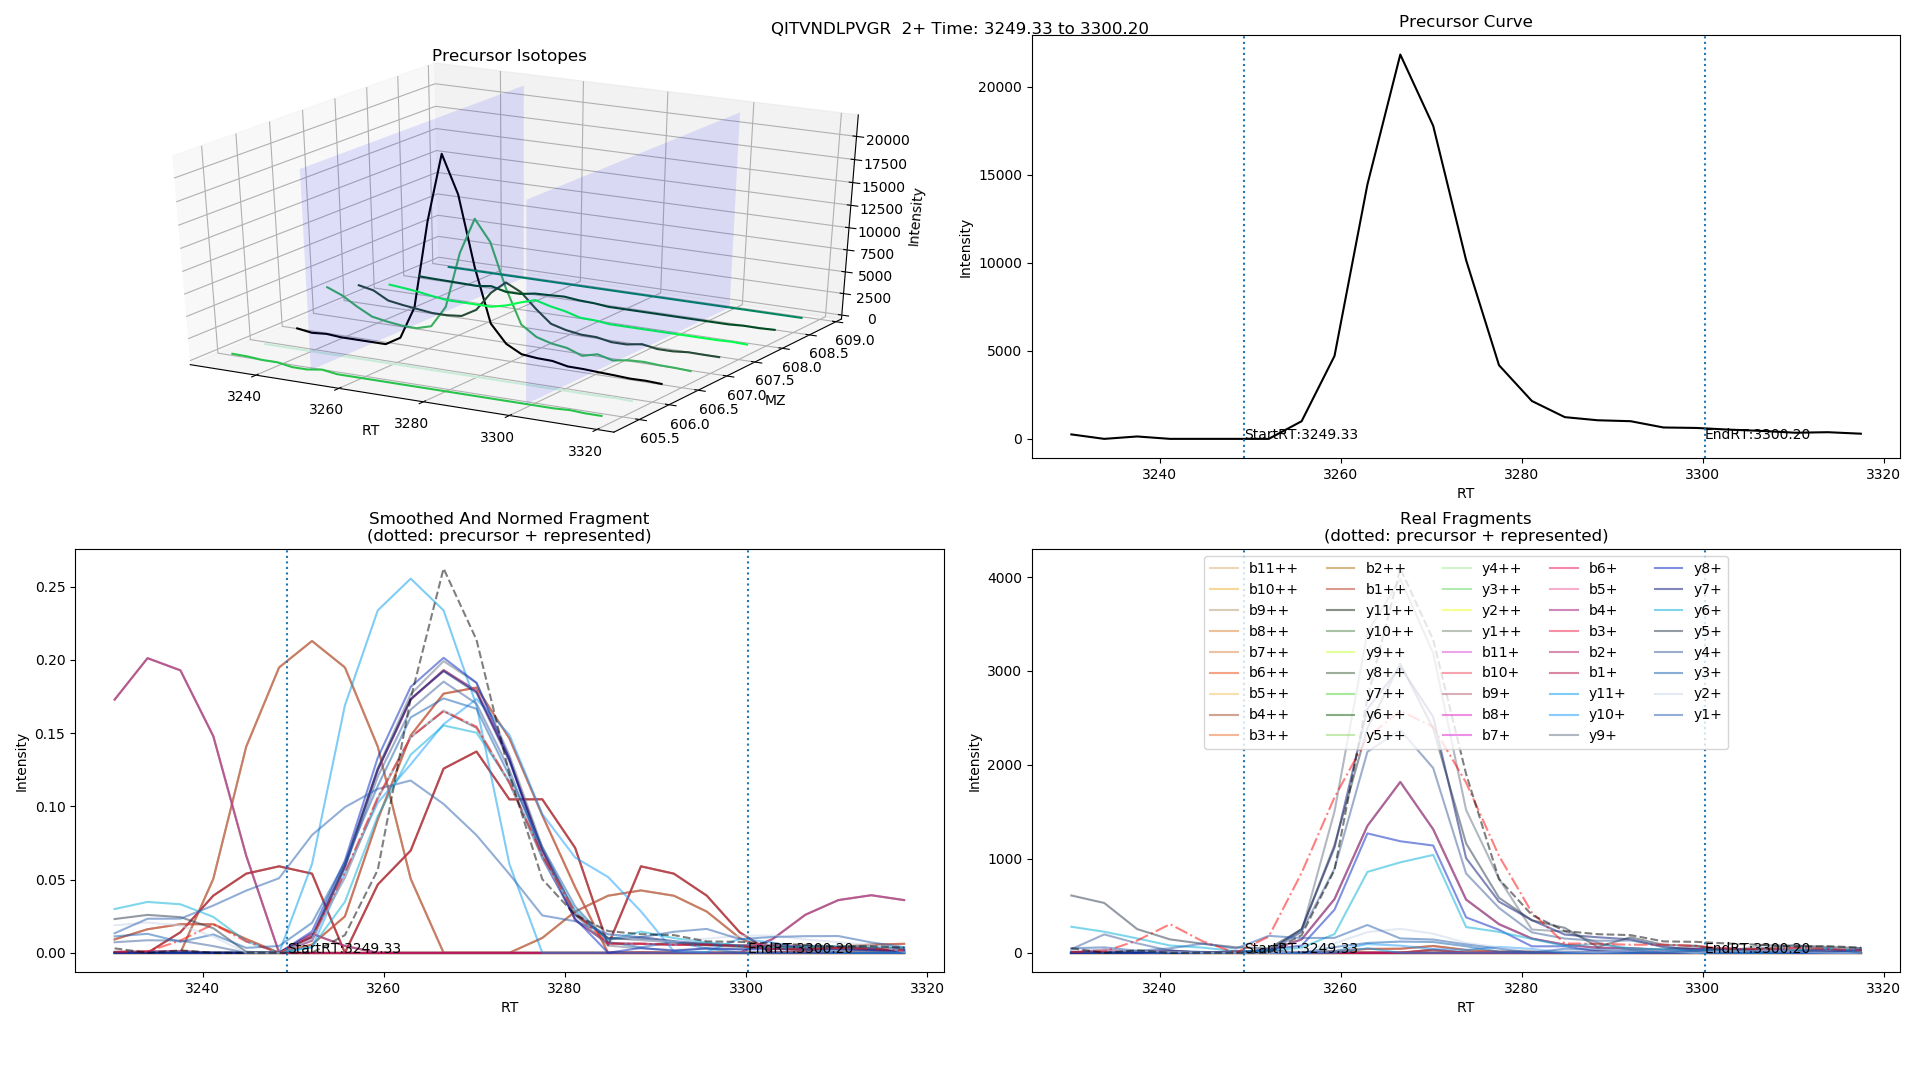 QITVNDLPVGR  2+ Time: 3249.33 to 3300.20
Precursor Isotopes
20000
17500
15000
12500
10000
7500
5000
2500
0
Intensity
609.0
608.5
608.0
607.5
607.0
606.5
606.0
605.5
MZ
3240
3260
3280
3300
3320
RT
Precursor Curve
20000
15000
10000
5000
0
Intensity
StartRT:3249.33
EndRT:3300.20
3240
3260
3280
3300
3320
RT
Smoothed And Normed Fragment
(dotted: precursor + represented)
0.25
0.20
0.15
0.10
0.05
0.00
Intensity
StartRT:3249.33
EndRT:3300.20
3240
3260
3280
3300
3320
RT
Real Fragments
(dotted: precursor + represented)
4000
3000
2000
1000
0
Intensity
b11++
b10++
b9++
b8++
b7++
b6++
b5++
b4++
b3++
b2++
b1++
y11++
y10++
y9++
y8++
y7++
y6++
y5++
y4++
y3++
y2++
y1++
b11+
b10+
b9+
b8+
b7+
b6+
b5+
b4+
b3+
b2+
b1+
y11+
y10+
y9+
y8+
y7+
y6+
y5+
y4+
y3+
y2+
y1+
StartRT:3249.33
EndRT:3300.20
3240
3260
3280
3300
3320
RT